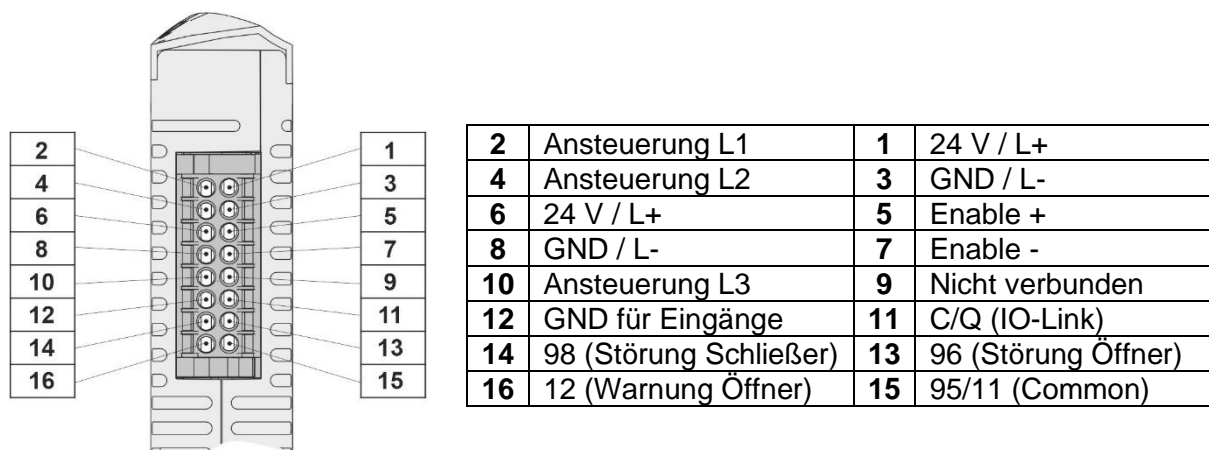 2 1
4 3
6 5
8 7
10 9
12 11
14 13
16 15
2 Ansteuerung L1 1 24 V / L+
4 Ansteuerung L2 3 GND / L-
6 24 V / L+ 5 Enable +
8 GND / L- 7 Enable -
10 Ansteuerung L3 9 Nicht verbunden
12 GND für Eingänge 11 C/Q (IO-Link)
14 98 (Störung Schließer) 13 96 (Störung Öffner)
16 12 (Warnung Öffner) 15 95/11 (Common)